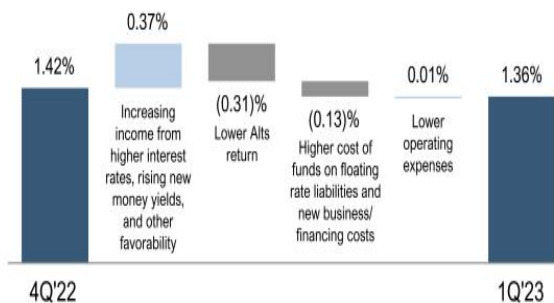 0.37%
1.42%
Increasing
income from
higher interest
rates, rising new
money yields,
and other
favorability
(0.31)%
Lower Alts
return
(0.13)%
Higher cost of
funds on floating
rate liabilities and
new business/
financing costs
0.01%
Lower
operating
expenses
1.36%
4Q'22
1Q'23